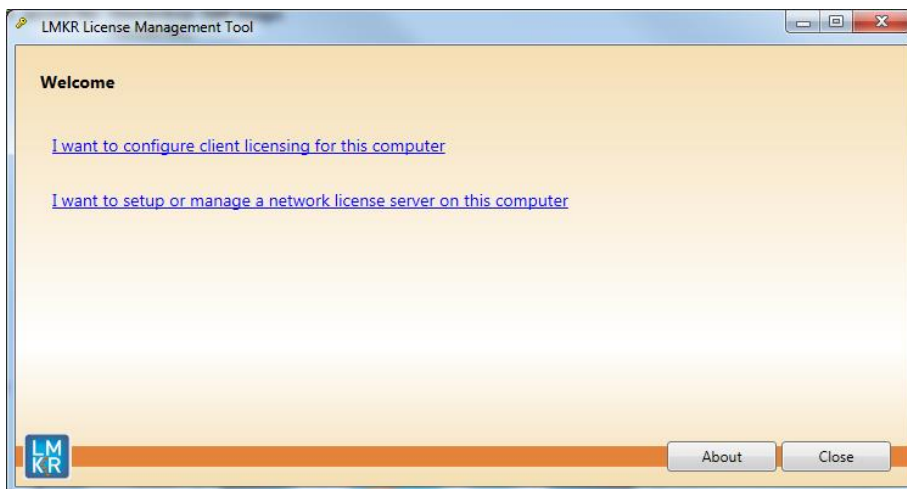 LMKR License Management Tool
Welcome
I want to configure client licensing for this computer
I want to setup or manage a network license server on this computer
LM
KR
About
Close